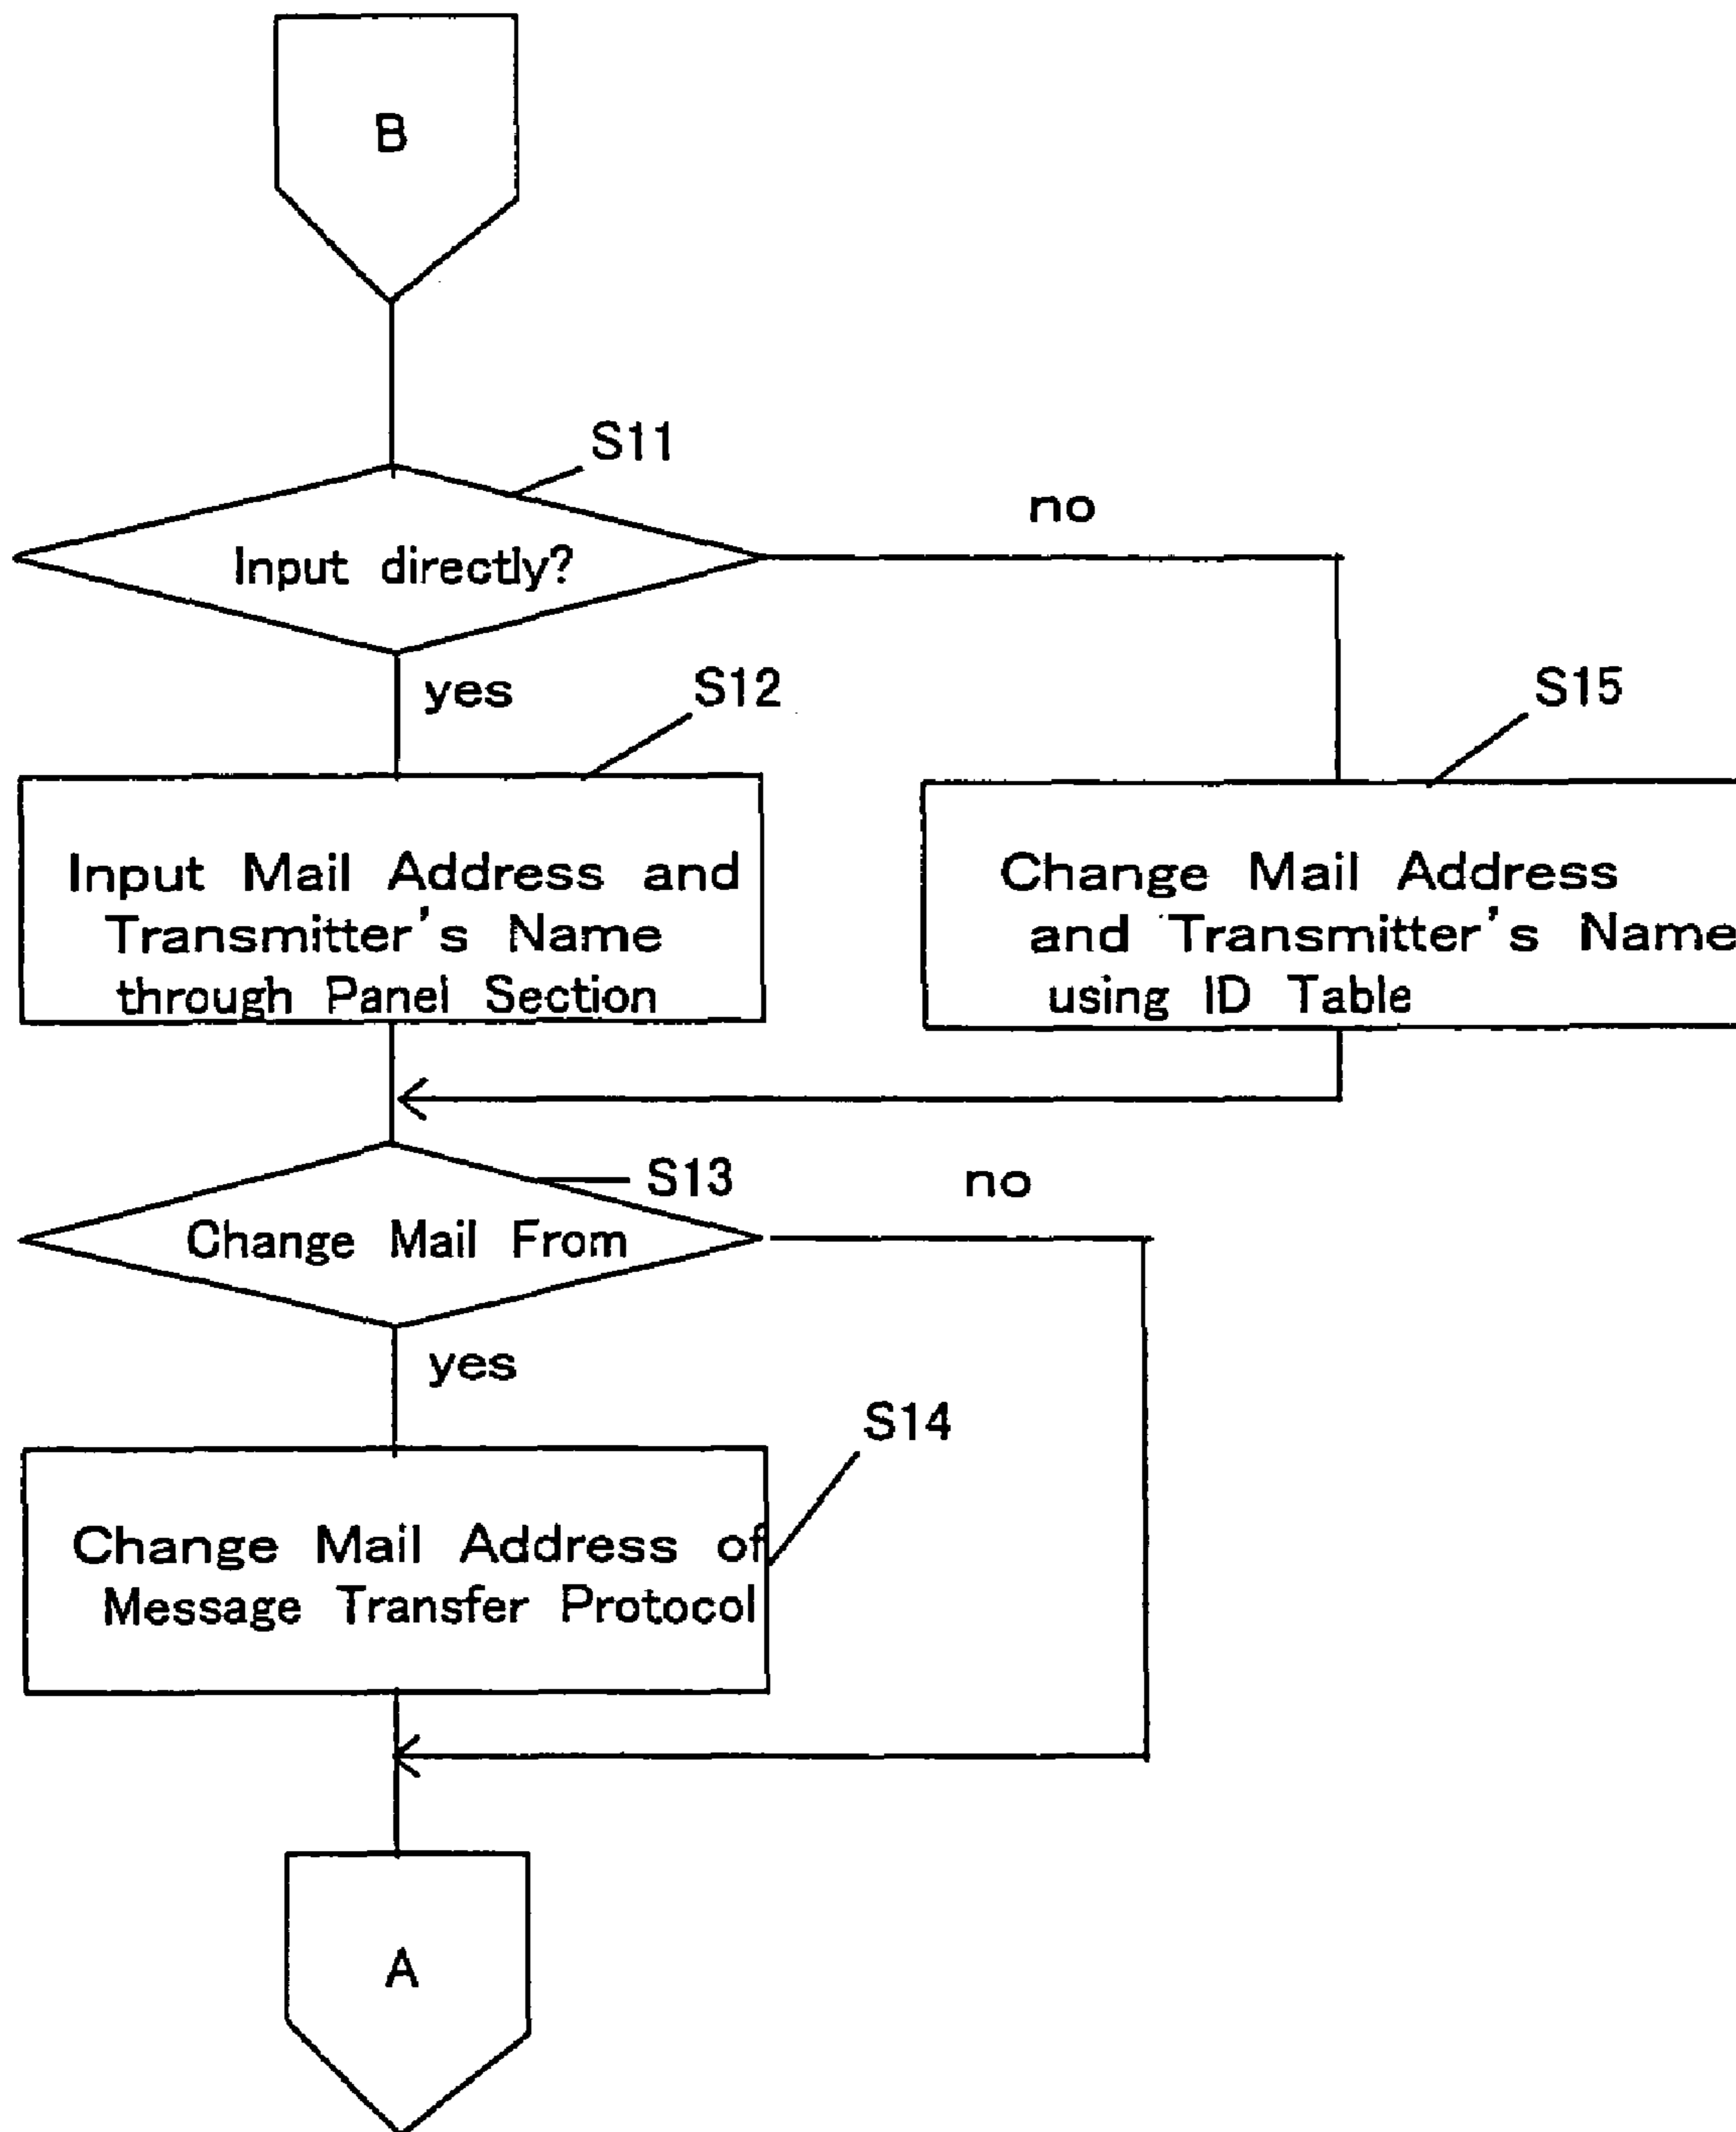 B
S11
no
Input directly?
yes
S12
S15
Input Mail Address and
Transmitter's Name
through Panel Section
Change Mail Address
and Transmitter's Name
using ID Table
S13
no
Change Mail From
yes
S14
Change Mail Address of
Message Transfer Protocol
A